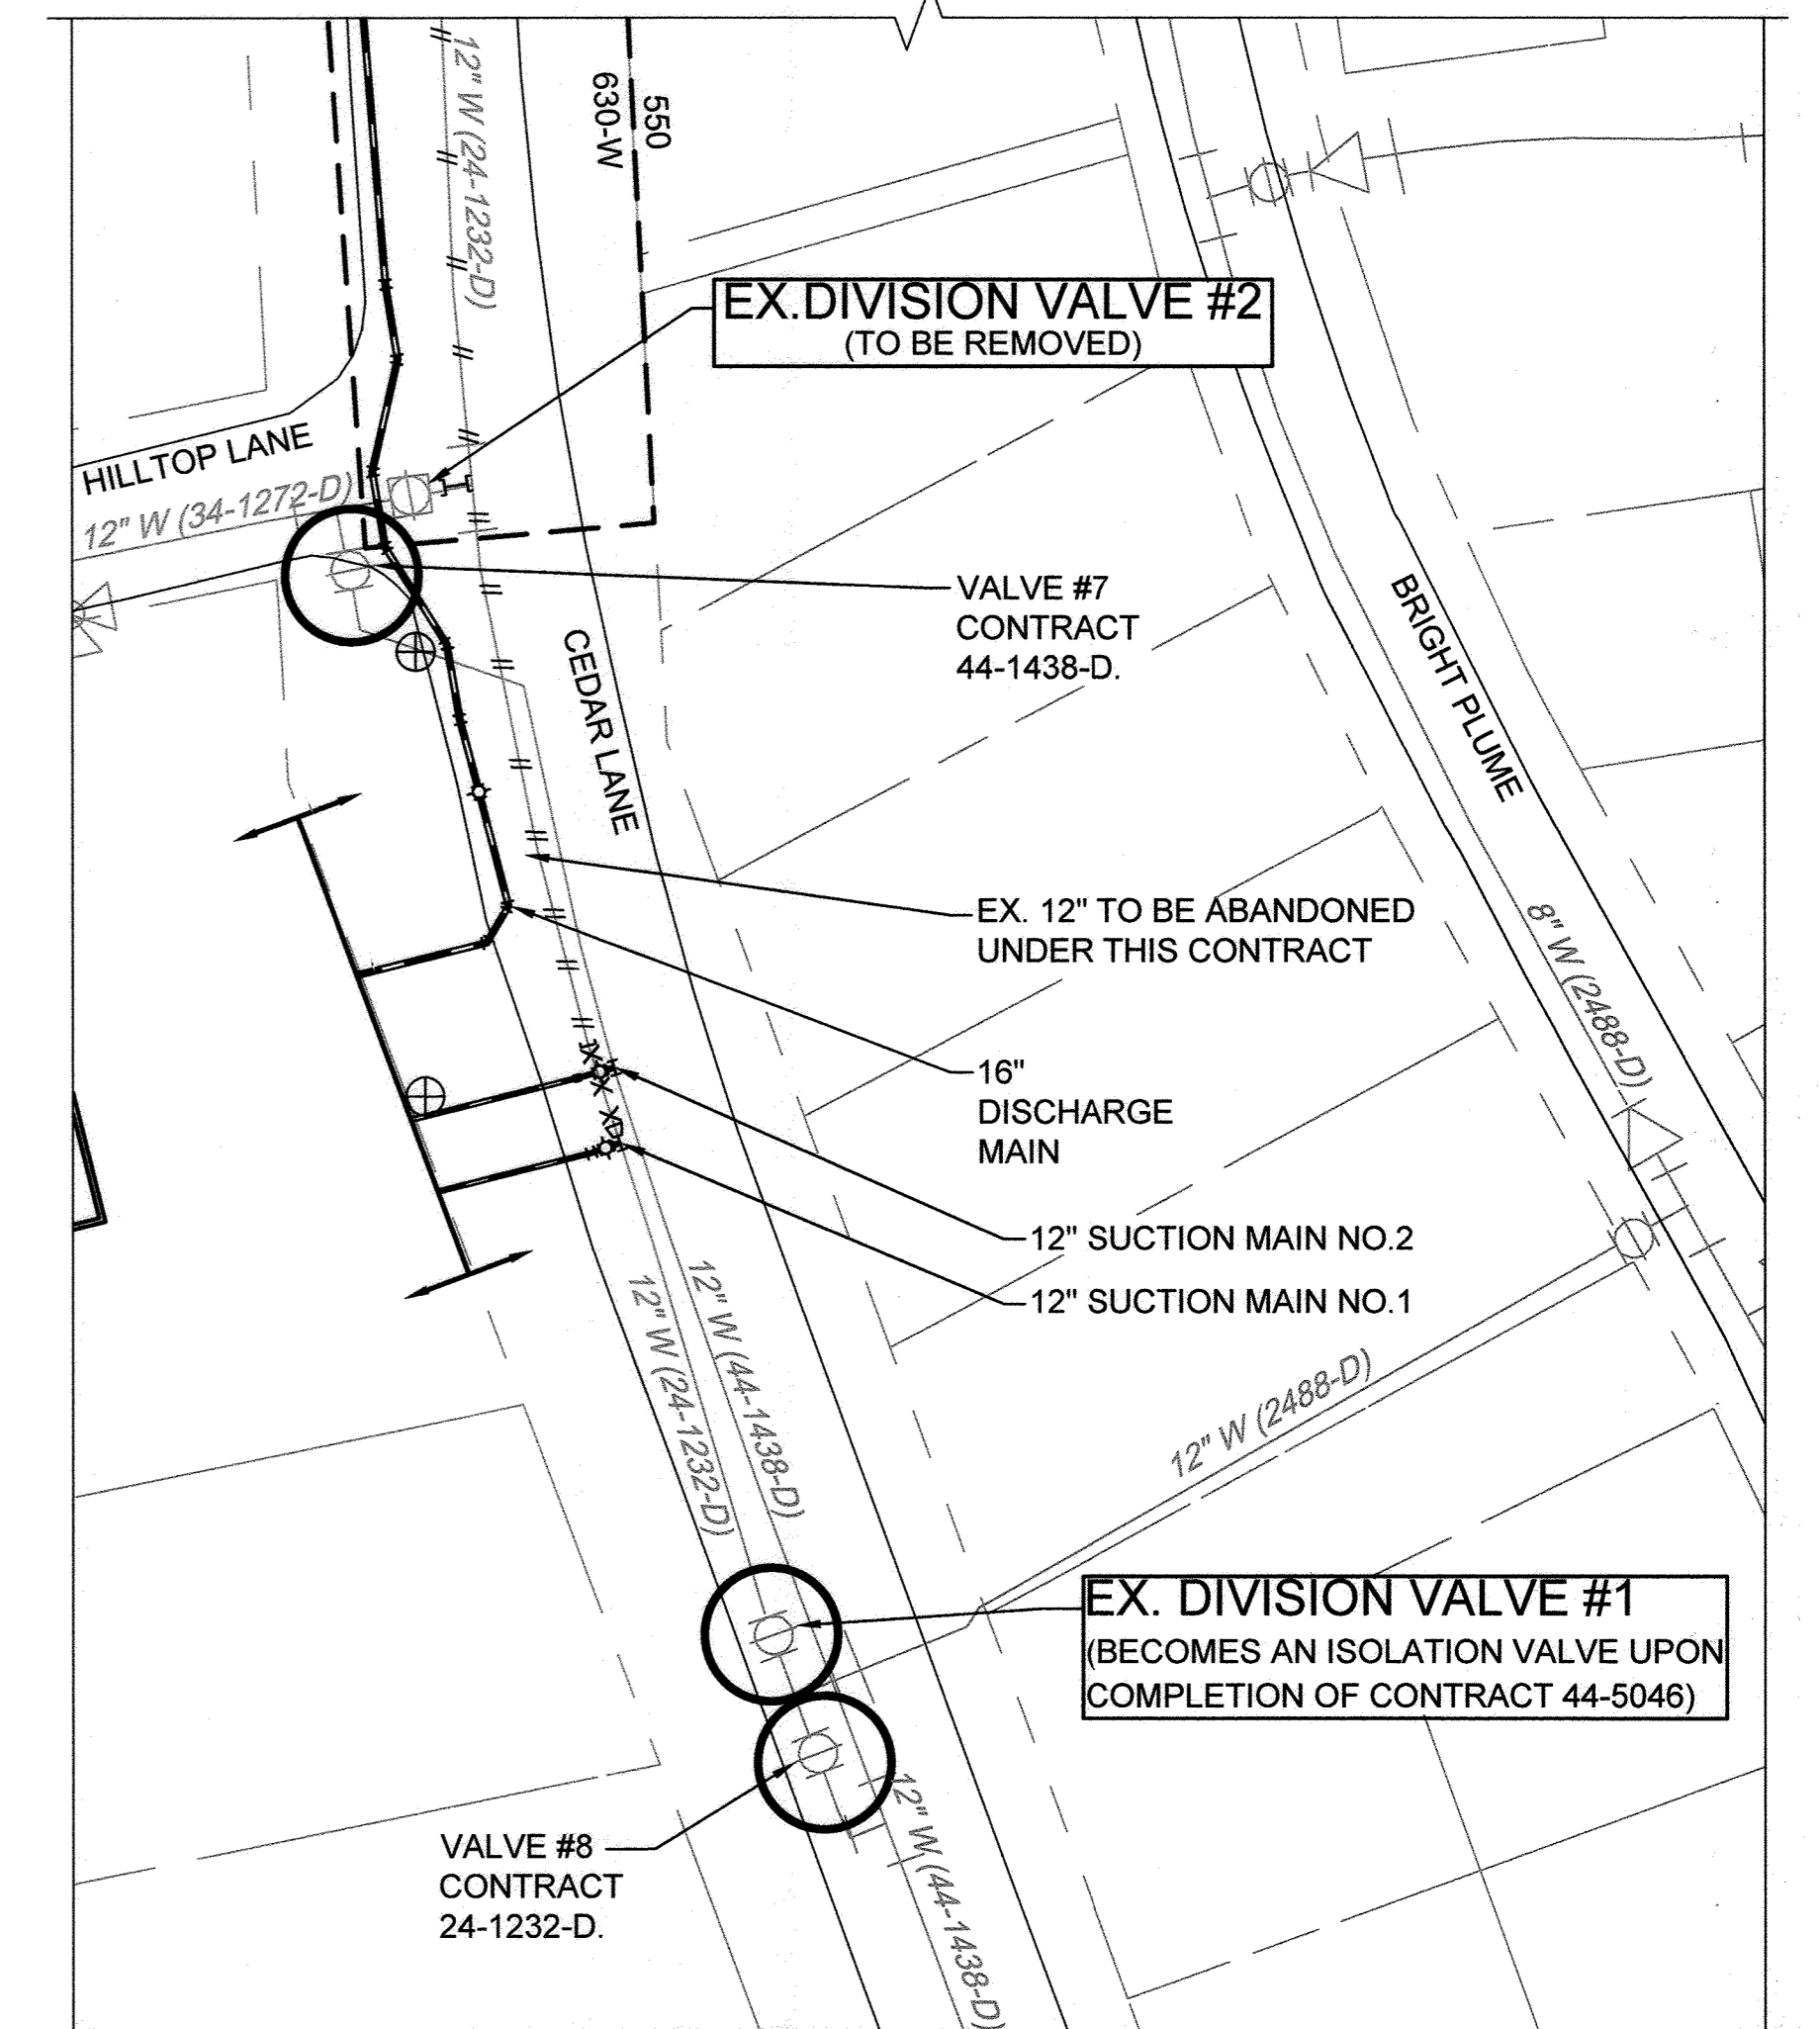 12" W (24-1232-D)
550
630-W
EX.DIVISION VALVE #2
(TO BE REMOVED)
HILLTOP LANE
12" W (34-1272-D)
VALVE #7
CONTRACT
44-1438-D.
CEDAR LANE
BRIGHT PLUME
EX. 12" TO BE ABANDONED
UNDER THIS CONTRACT
8" W (2488-D)
16"
DISCHARGE
MAIN
12" SUCTION MAIN NO.2
12" SUCTION MAIN NO.1
12" W (44-1438-D)
12" W (24-1232-D)
12" W (2488-D)
EX. DIVISION VALVE #1
(BECOMES AN ISOLATION VALVE UPON
COMPLETION OF CONTRACT 44-5046)
VALVE #8
CONTRACT
24-1232-D.
12" W (44-1438-D)